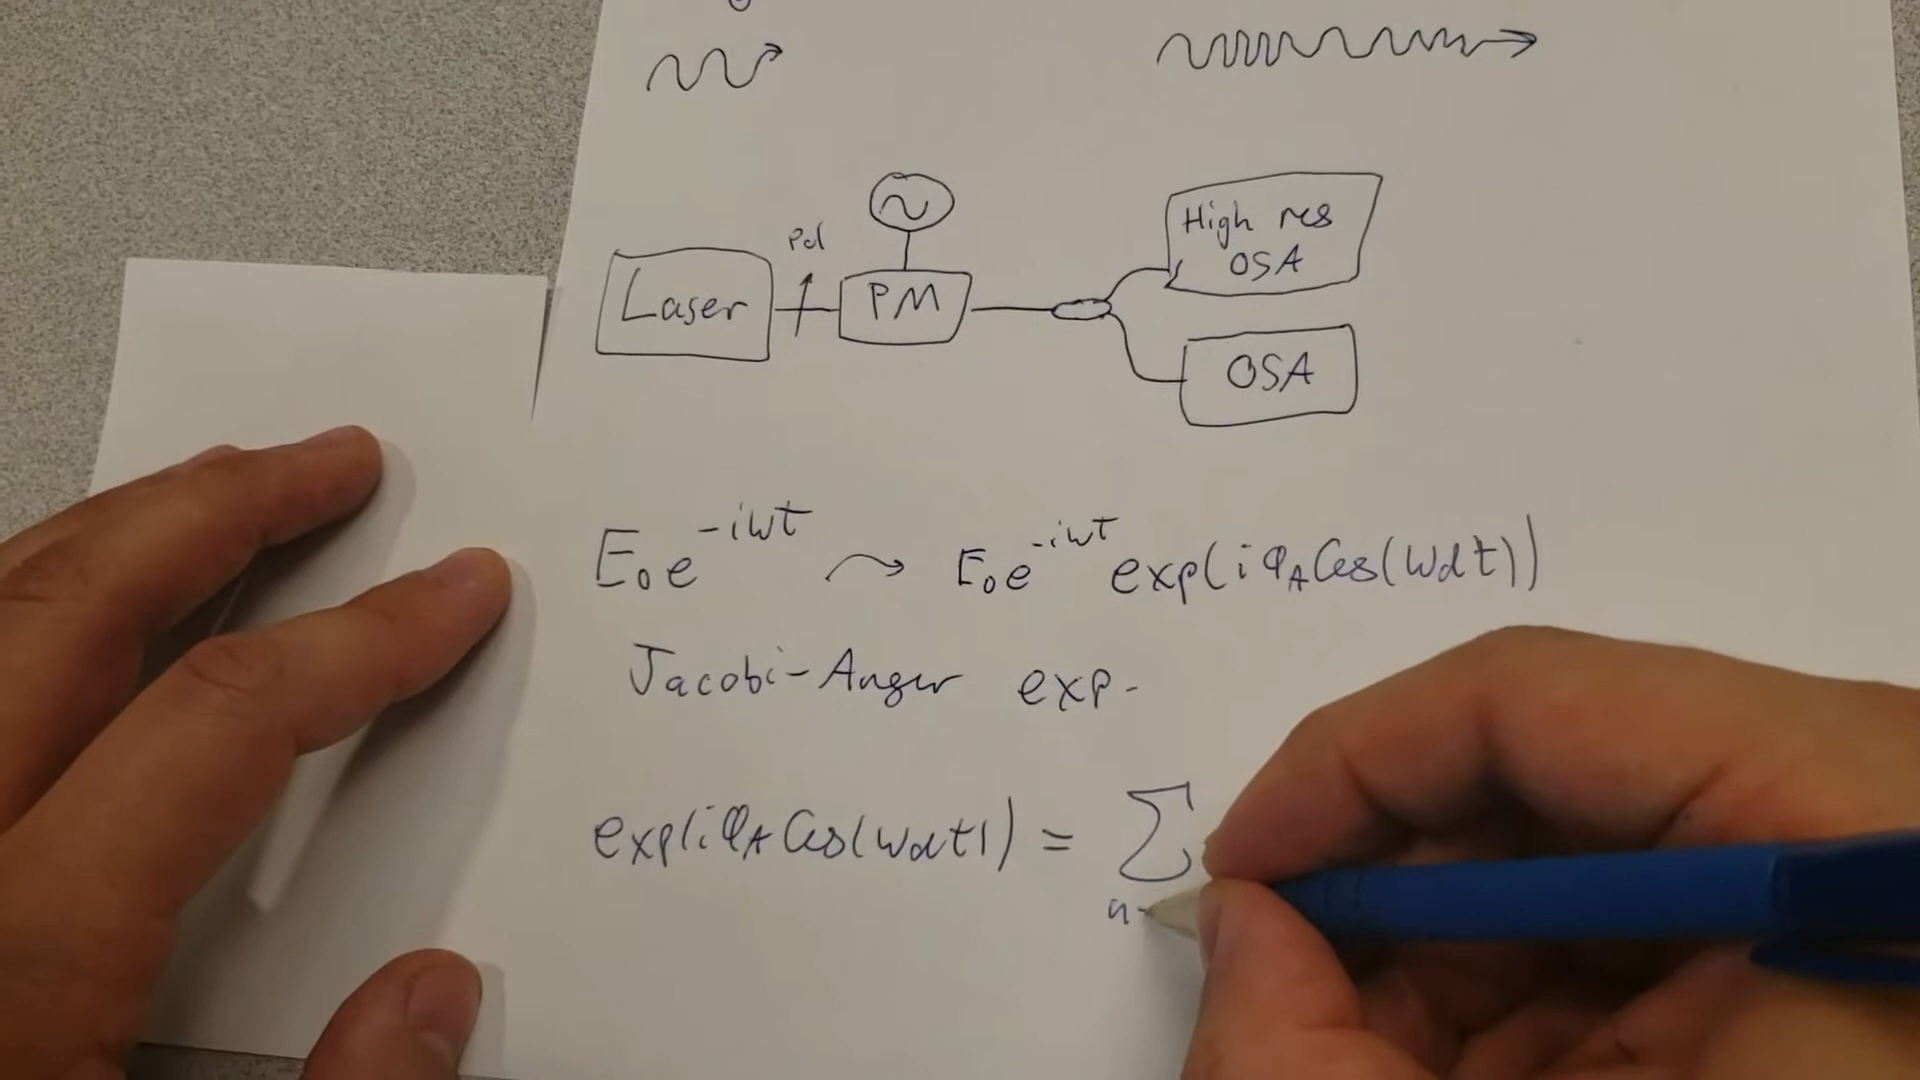 Pol
High res
OSA
Laser
PM
OSA
E₀e^-iωt ⤳ E₀e^-iωt exp(iφ_A Cos(ω_d t))
Jacobi-Anger exp-
exp(iφ_A Cos(ω_d t)) = Σ
n-